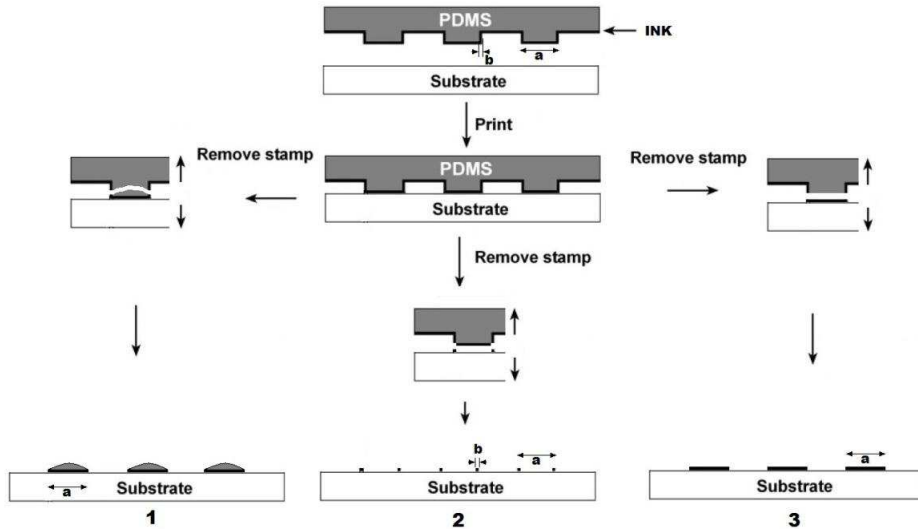 PDMS
INK
b
a
Substrate
Print
Remove stamp
PDMS
Remove stamp
Substrate
Remove stamp
b
a
a
a
Substrate
Substrate
Substrate
1
2
3